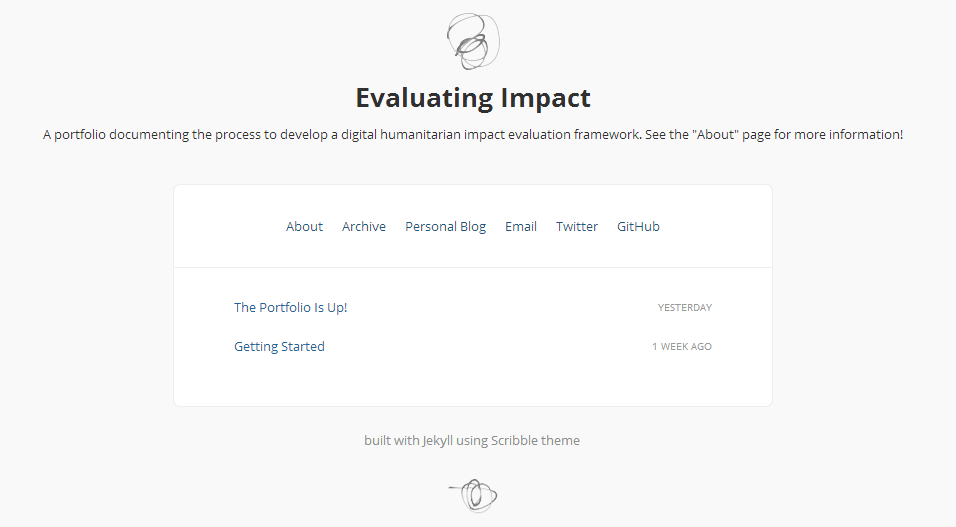 Evaluating Impact
A portfolio documenting the process to develop a digital humanitarian impact evaluation framework. See the "About" page for more information!
About Archive Personal Blog Email Twitter GitHub
The Portfolio Is Up! YESTERDAY
Getting Started 1 WEEK AGO
built with Jekyll using Scribble theme